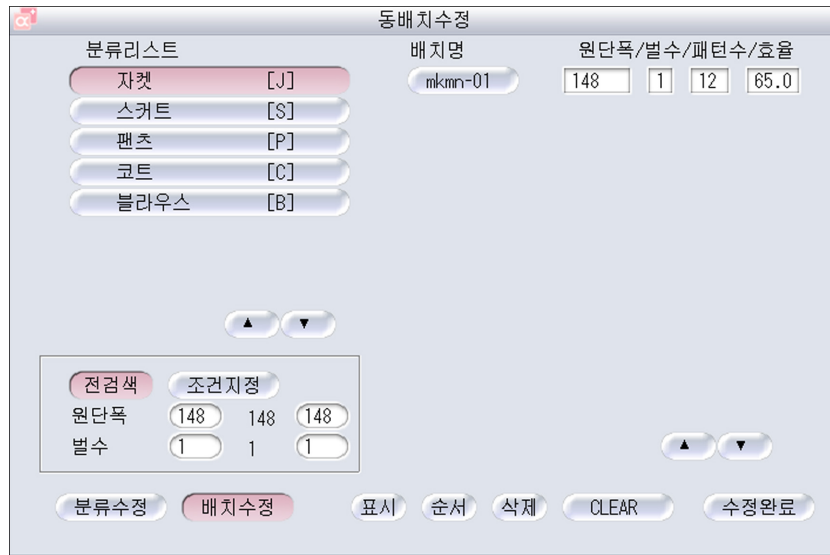 동배치수정
분류리스트 배치명 원단폭/벌수/패턴수/효율
자켓 [J] mkmn-01 148 1 12 65.0
스커트 [S]
팬츠 [P]
코트 [C]
블라우스 [B]
▲ ▼
전검색 조건지정
원단폭 148 148 148
벌수 1 1 1
▲ ▼
분류수정 배치수정 표시 순서 삭제 CLEAR 수정완료